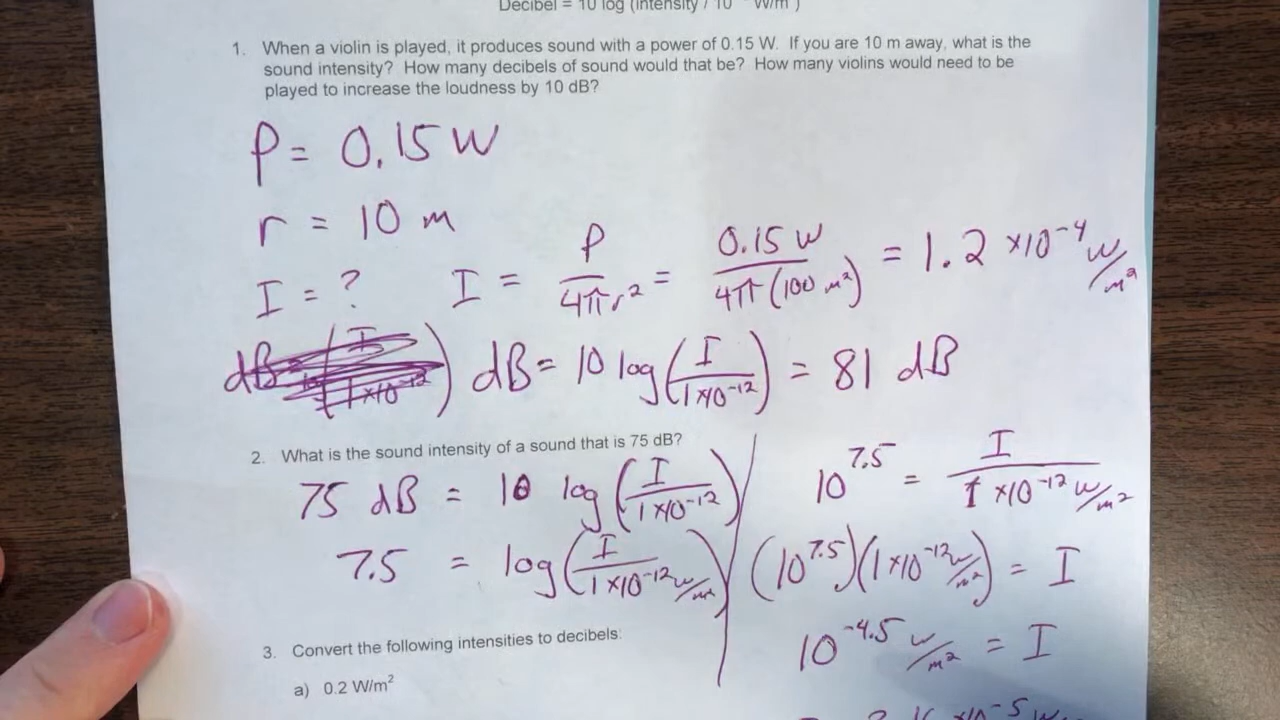 Decibel = 10 log (Intensity / 10 W/m )
1. When a violin is played, it produces sound with a power of 0.15 W. If you are 10 m away, what is the
sound intensity? How many decibels of sound would that be? How many violins would need to be
played to increase the loudness by 10 dB?
P = 0.15 W
r = 10 m
I = ? I = P / 4πr² = 0.15 W / 4π(100 m²) = 1.2 ×10⁻⁴ W/m²
dB = 10 log(I / 1×10⁻¹²) = 81 dB
2. What is the sound intensity of a sound that is 75 dB?
75 dB = 10 log(I / 1×10⁻¹²)
7.5 = log(I / 1×10⁻¹² W/m²)
10^7.5 = I / 1×10⁻¹² W/m²
(10^7.5)(1×10⁻¹² W/m²) = I
10^-4.5 W/m² = I
3. Convert the following intensities to decibels:
a) 0.2 W/m²